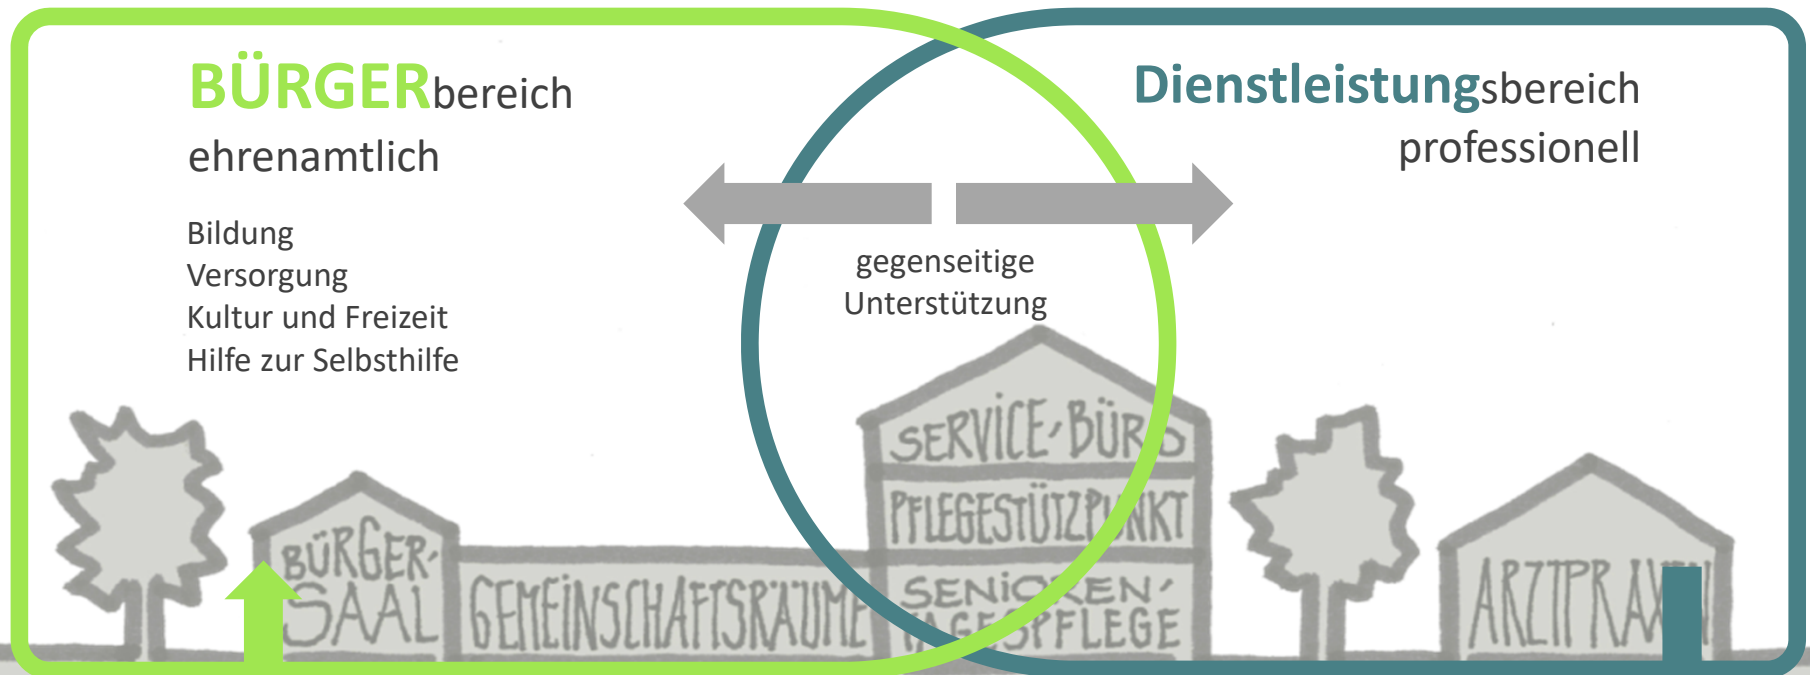 BÜRGERbereich
ehrenamtlich
Bildung
Versorgung
Kultur und Freizeit
Hilfe zur Selbsthilfe
Dienstleistungsbereich
professionell
gegenseitige
Unterstützung
SERVICE-BÜRO
PFLEGESTÜTZPUNKT
SENIOREN-
TAGESPFLEGE
BÜRGER-
SAAL
GEMEINSCHAFTSRÄUME
ARZTPRAXEN